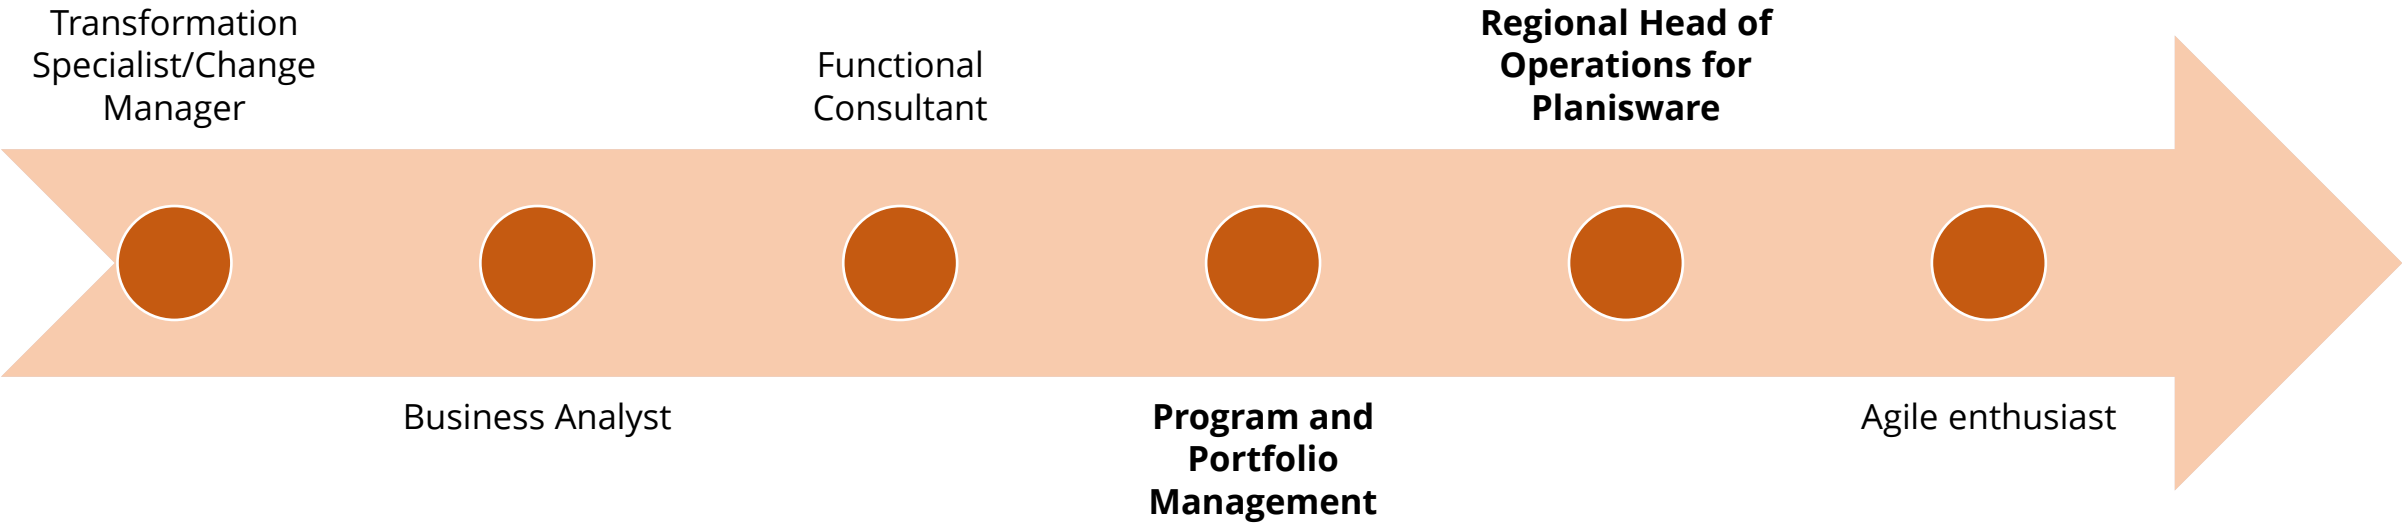 Transformation
Specialist/Change
Manager
Business Analyst
Functional
Consultant
Program and
Portfolio
Management
Regional Head of
Operations for
Planisware
Agile enthusiast